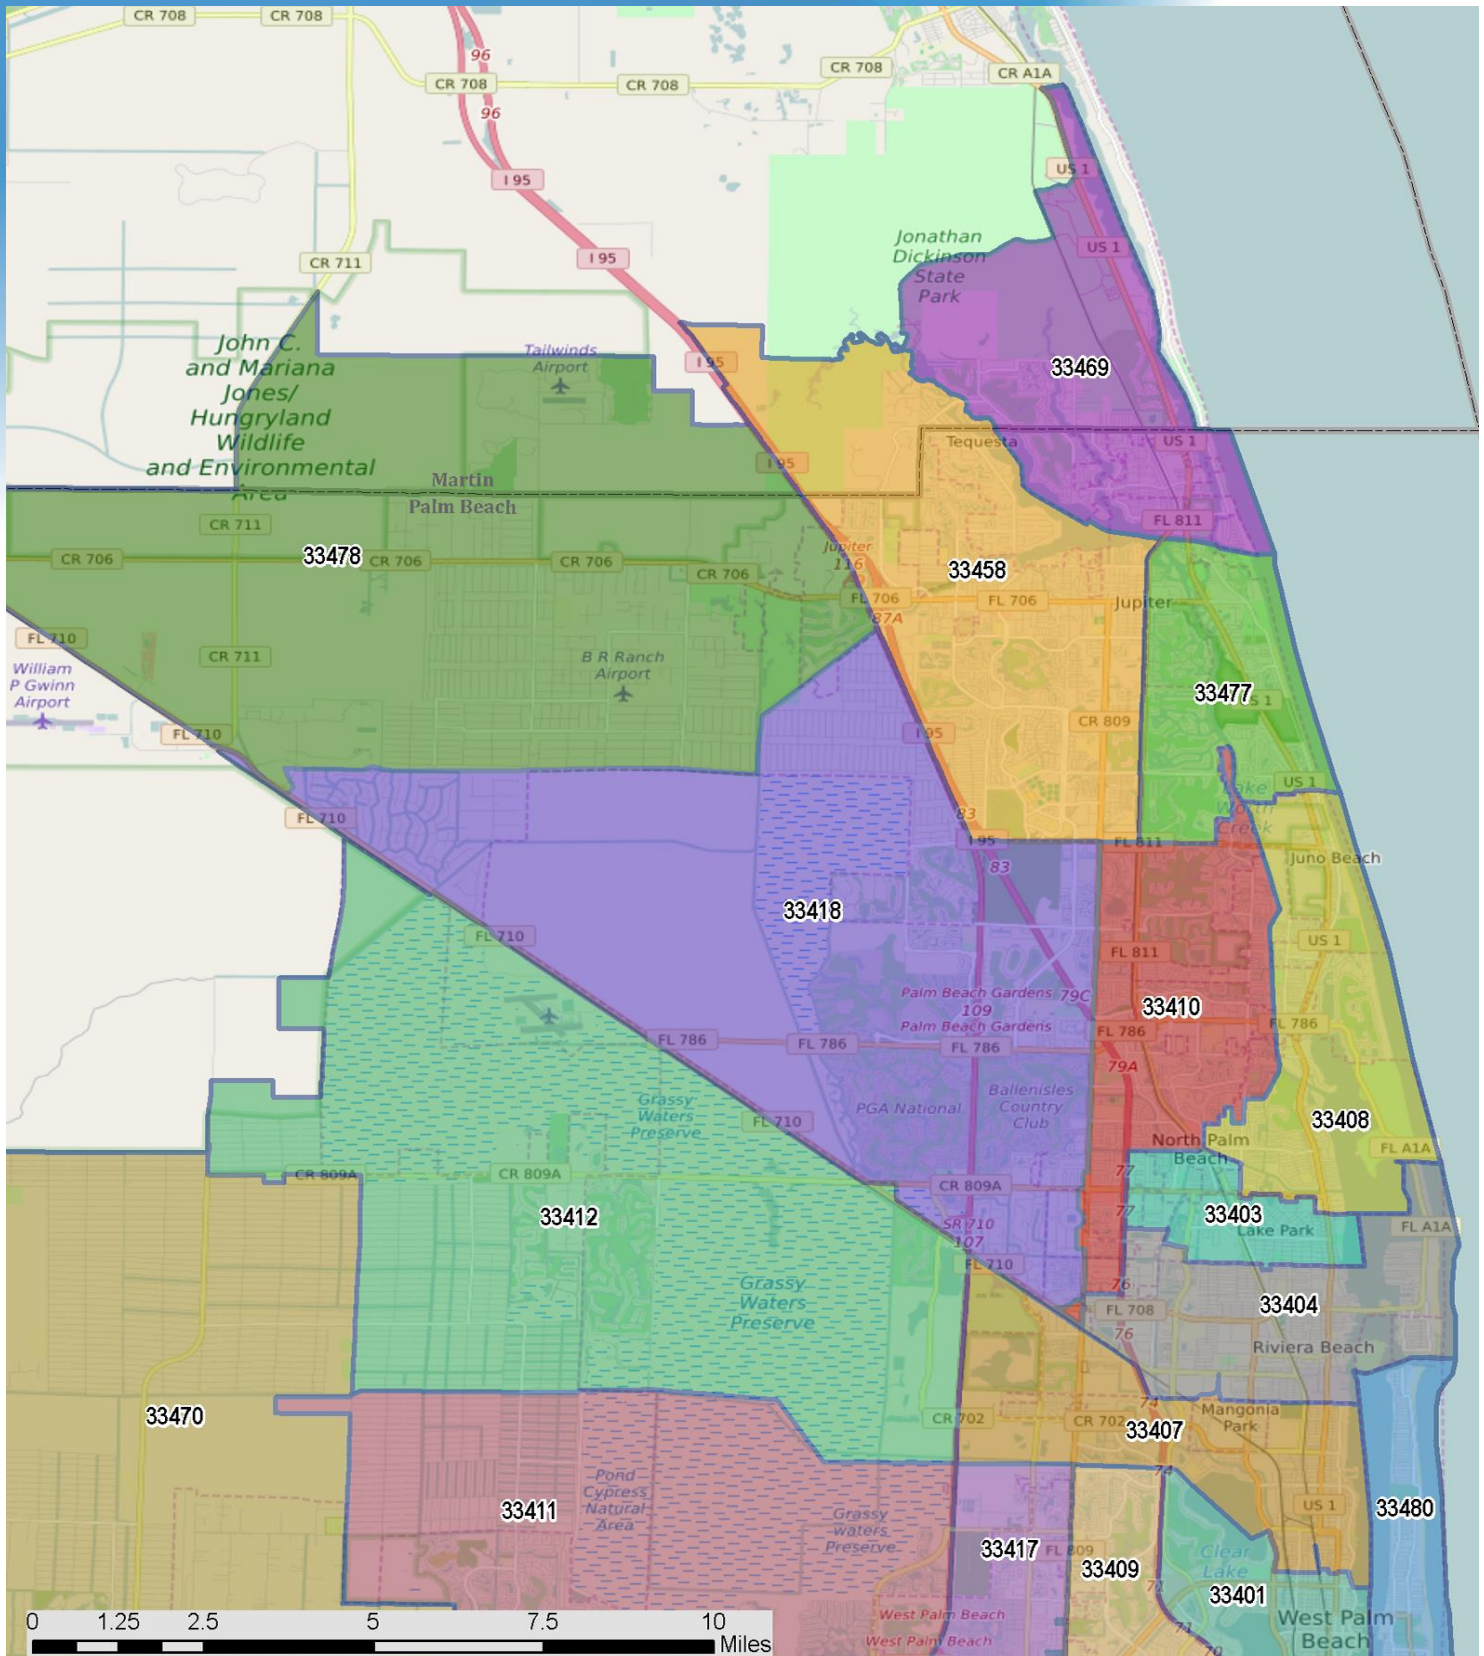 CR 708
CR 708
96
CR 708
CR 708
CR 708
CR A1A
96
I 95
US 1
Jonathan
Dickinson
State
Park
US 1
I 95
CR 711
John C.
and Mariana
Jones/
Hungryland
Wildlife
and Environmental
Area
Tailwinds
Airport
I 95
33469
Tequesta
US 1
I 95
Martin
Palm Beach
CR 711
FL 811
33478
CR 706
CR 706
CR 706
CR 706
Jupiter
116
33458
FL 706
FL 706
87A
Jupiter
FL 710
CR 711
William
P Gwinn
Airport
B R Ranch
Airport
33477
S 1
FL 710
I 95
CR 809
US 1
Lake
Worth
Creek
FL 710
83
I 95
FL 811
83
Juno Beach
33418
FL 710
FL 811
US 1
Palm Beach Gardens
109
Palm Beach Gardens
79C
33410
FL 786
FL 786
FL 786
FL 786
FL 786
79A
Grassy
Waters
Preserve
FL 710
PGA National
Ballenisles
Country
Club
33408
North Palm
Beach
FL A1A
77
CR 809A
CR 809A
CR 809A
33412
77
33403
Lake Park
FL A1A
SR 710
107
FL 710
Grassy
Waters
Preserve
76
FL 708
33404
76
Riviera Beach
33470
CR 702
CR 702
74
33407
Mangonia
Park
74
Pond
Cypress
Natural
Area
33411
Grassy
waters
Preserve
US 1
33480
33417
FL 809
33409
Clear
Lake
71
33401
West Palm Beach
West Palm Beach
71
70
West Palm
Beach
0 1.25 2.5 5 7.5 10
Miles